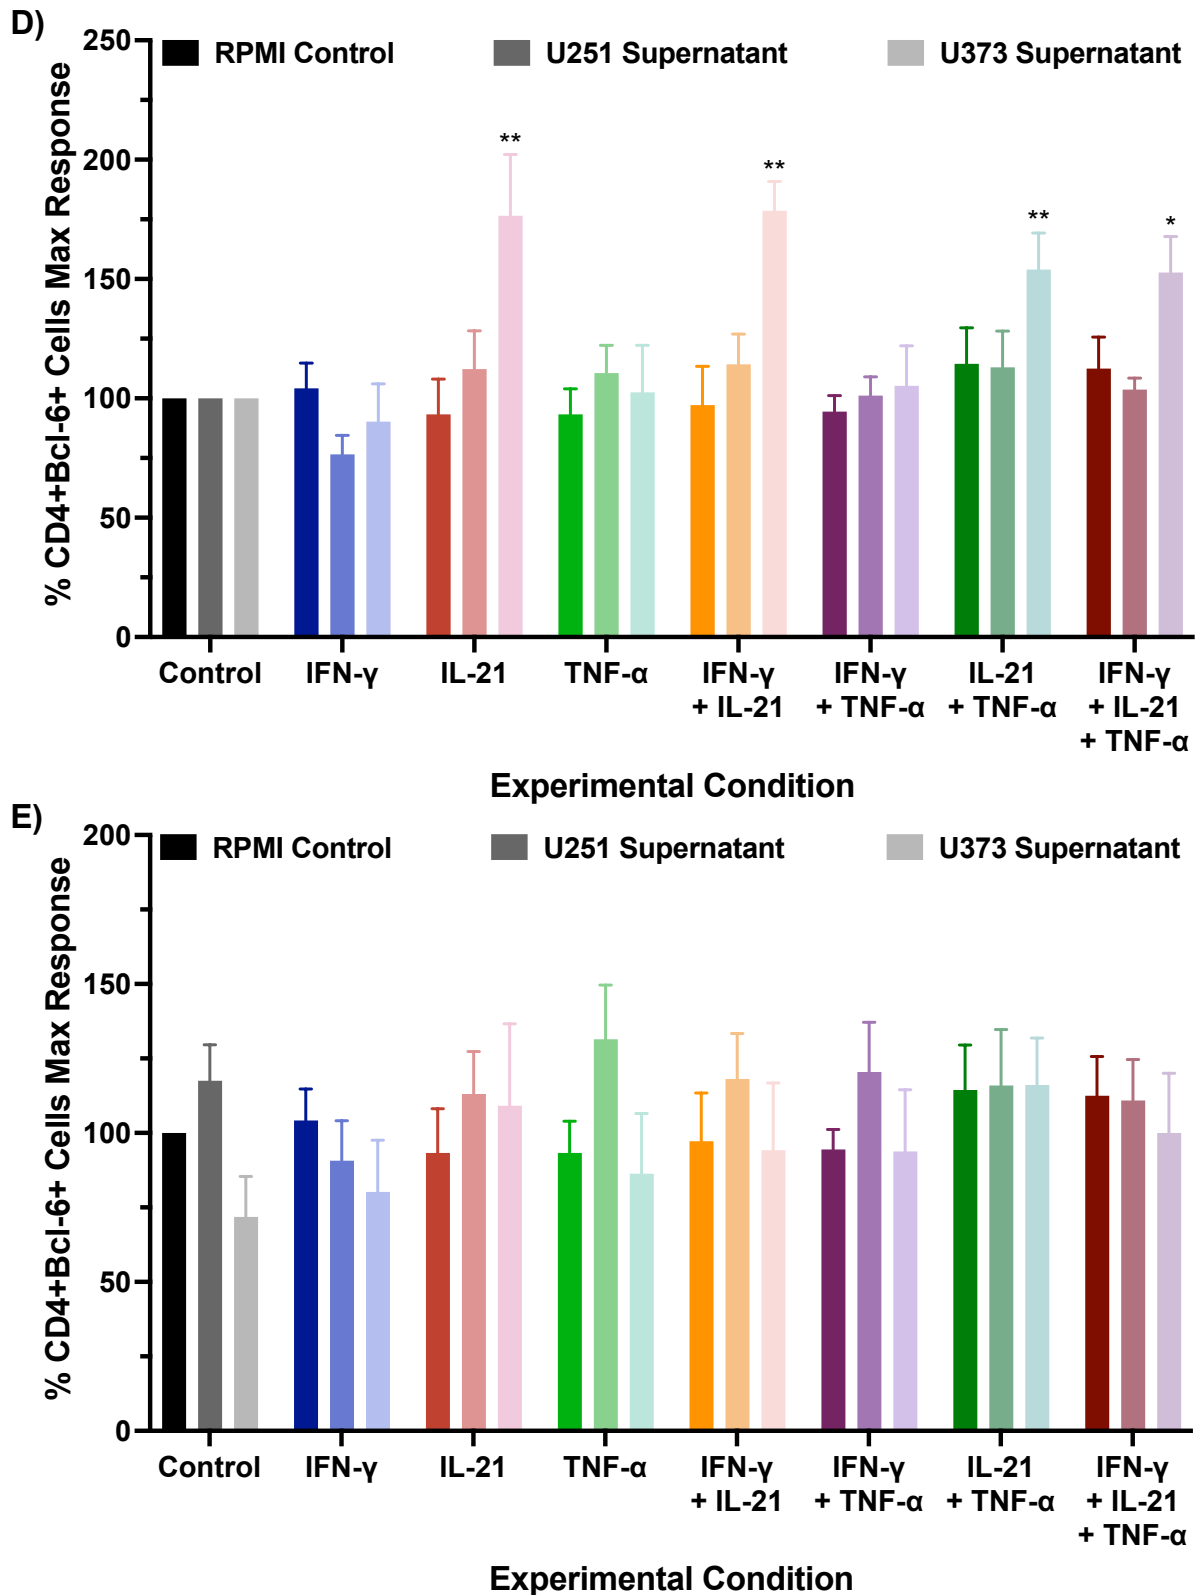 D)
RPMI Control U251 Supernatant U373 Supernatant
% CD4+Bcl-6+ Cells Max Response
250
200
150
100
50
0
** ** ** *
Control IFN-γ IL-21 TNF-α IFN-γ IFN-γ IL-21 IFN-γ
+ IL-21 + TNF-α + TNF-α + IL-21
+ TNF-α
Experimental Condition
E)
RPMI Control U251 Supernatant U373 Supernatant
% CD4+Bcl-6+ Cells Max Response
200
150
100
50
0
Control IFN-γ IL-21 TNF-α IFN-γ IFN-γ IL-21 IFN-γ
+ IL-21 + TNF-α + TNF-α + IL-21
+ TNF-α
Experimental Condition